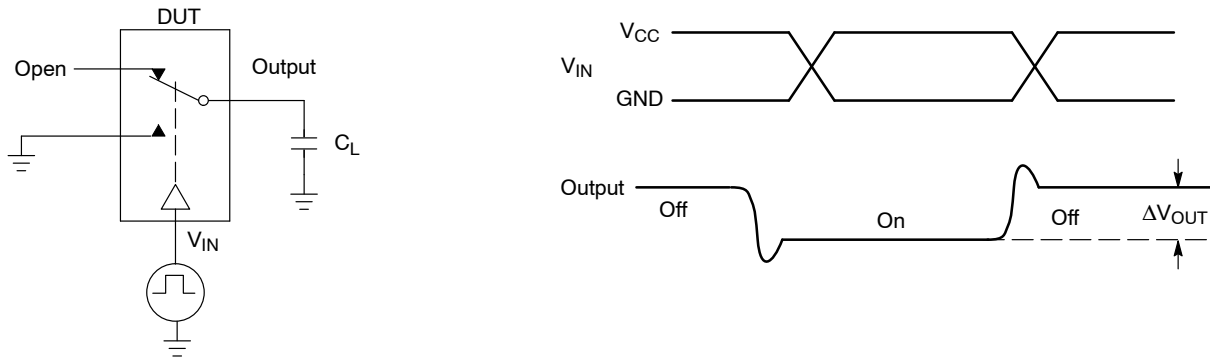 DUT
Open
Output
C_L
V_IN
V_CC
V_IN
GND
Output
Off
On
Off
ΔV_OUT